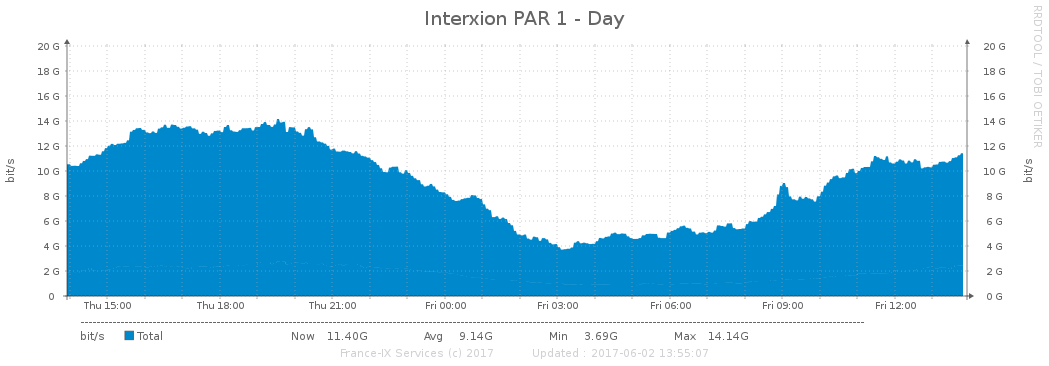 Interxion PAR 1 - Day
RRDTOOL / TOBI OETIKER
bit/s
20 G 20 G
18 G 18 G
16 G 16 G
14 G 14 G
12 G 12 G
10 G 10 G
8 G 8 G
6 G 6 G
4 G 4 G
2 G 2 G
0 0 G
bit/s
Thu 15:00 Thu 18:00 Thu 21:00 Fri 00:00 Fri 03:00 Fri 06:00 Fri 09:00 Fri 12:00
bit/s Total Now 11.40G Avg 9.14G Min 3.69G Max 14.14G
France-IX Services (c) 2017 Updated : 2017-06-02 13:55:07